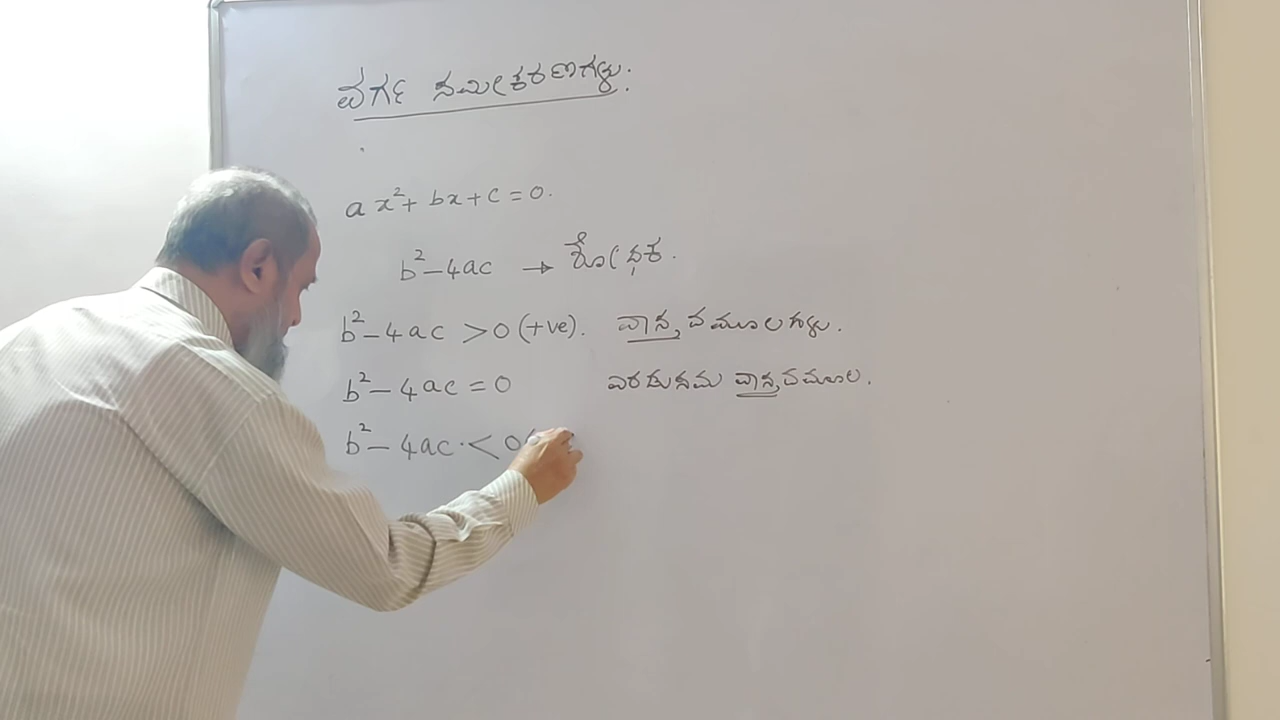 ವರ್ಗ ಸಮೀಕರಣಗಳು.
ax²+ bx+c=0.
b²-4ac → ಶೋಧಕ.
b²-4ac >0(+ve). ವಾಸ್ತವಮೂಲಗಳು.
b²-4ac =0 ಎರಡುಸಮ ವಾಸ್ತವಮೂಲ.
b²-4ac < 0